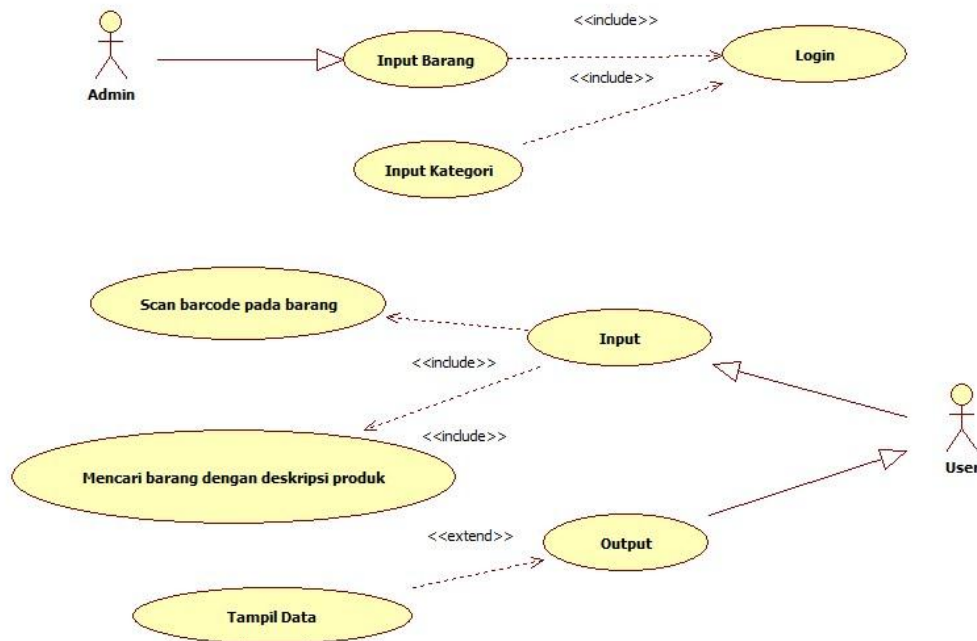 <<include>>
Input Barang
Login
Admin
<<include>>
Input Kategori
Scan barcode pada barang
Input
<<include>>
<<include>>
Mencari barang dengan deskripsi produk
User
<<extend>>
Output
Tampil Data